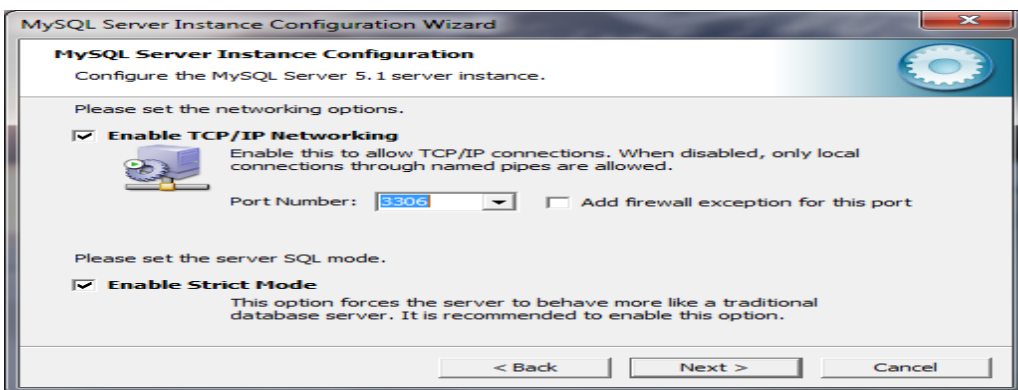 MySQL Server Instance Configuration Wizard
MySQL Server Instance Configuration
Configure the MySQL Server 5.1 server instance.
Please set the networking options.
Enable TCP/IP Networking
Enable this to allow TCP/IP connections. When disabled, only local
connections through named pipes are allowed.
Port Number: 3306 Add firewall exception for this port
Please set the server SQL mode.
Enable Strict Mode
This option forces the server to behave more like a traditional
database server. It is recommended to enable this option.
< Back Next > Cancel